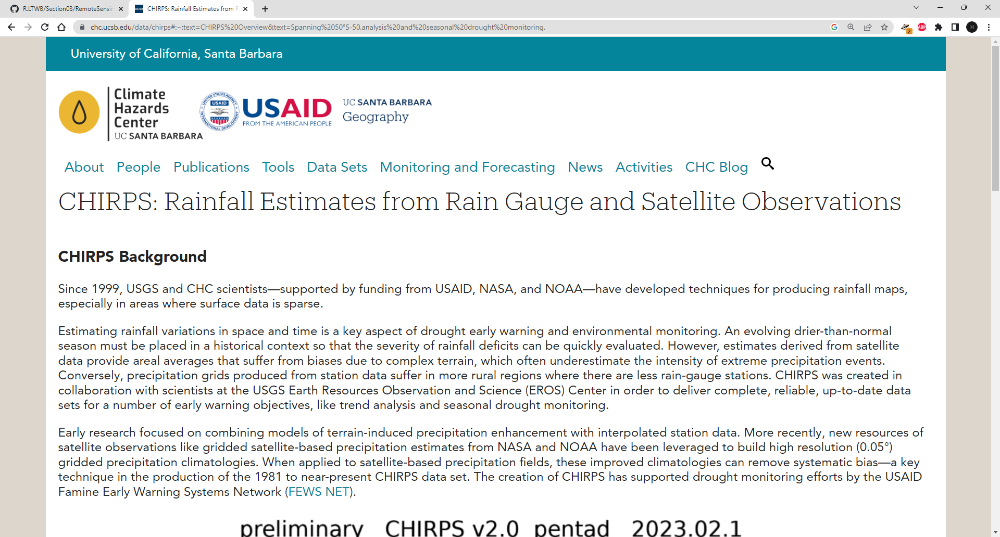 R.LTWB/Section03/RemoteSensin
CHIRPS: Rainfall Estimates from R
chc.ucsb.edu/data/chirps#:~:text=CHIRPS%20Overview&text=Spanning%2050°S-50,analysis%20and%20seasonal%20drought%20monitoring.
2
ABP
University of California, Santa Barbara
Climate
Hazards
Center
UC SANTA BARBARA
UNITED STATES AGENCY
USAID
INTERNATIONAL DEVELOPMENT
USAID
FROM THE AMERICAN PEOPLE
UC SANTA BARBARA
Geography
About People Publications Tools Data Sets Monitoring and Forecasting News Activities CHC Blog
CHIRPS: Rainfall Estimates from Rain Gauge and Satellite Observations
CHIRPS Background
Since 1999, USGS and CHC scientists—supported by funding from USAID, NASA, and NOAA—have developed techniques for producing rainfall maps,
especially in areas where surface data is sparse.
Estimating rainfall variations in space and time is a key aspect of drought early warning and environmental monitoring. An evolving drier-than-normal
season must be placed in a historical context so that the severity of rainfall deficits can be quickly evaluated. However, estimates derived from satellite
data provide areal averages that suffer from biases due to complex terrain, which often underestimate the intensity of extreme precipitation events.
Conversely, precipitation grids produced from station data suffer in more rural regions where there are less rain-gauge stations. CHIRPS was created in
collaboration with scientists at the USGS Earth Resources Observation and Science (EROS) Center in order to deliver complete, reliable, up-to-date data
sets for a number of early warning objectives, like trend analysis and seasonal drought monitoring.
Early research focused on combining models of terrain-induced precipitation enhancement with interpolated station data. More recently, new resources of
satellite observations like gridded satellite-based precipitation estimates from NASA and NOAA have been leveraged to build high resolution (0.05°)
gridded precipitation climatologies. When applied to satellite-based precipitation fields, these improved climatologies can remove systematic bias—a key
technique in the production of the 1981 to near-present CHIRPS data set. The creation of CHIRPS has supported drought monitoring efforts by the USAID
Famine Early Warning Systems Network (FEWS NET).
preliminary CHIRPS v2.0 pentad 2023.02.1